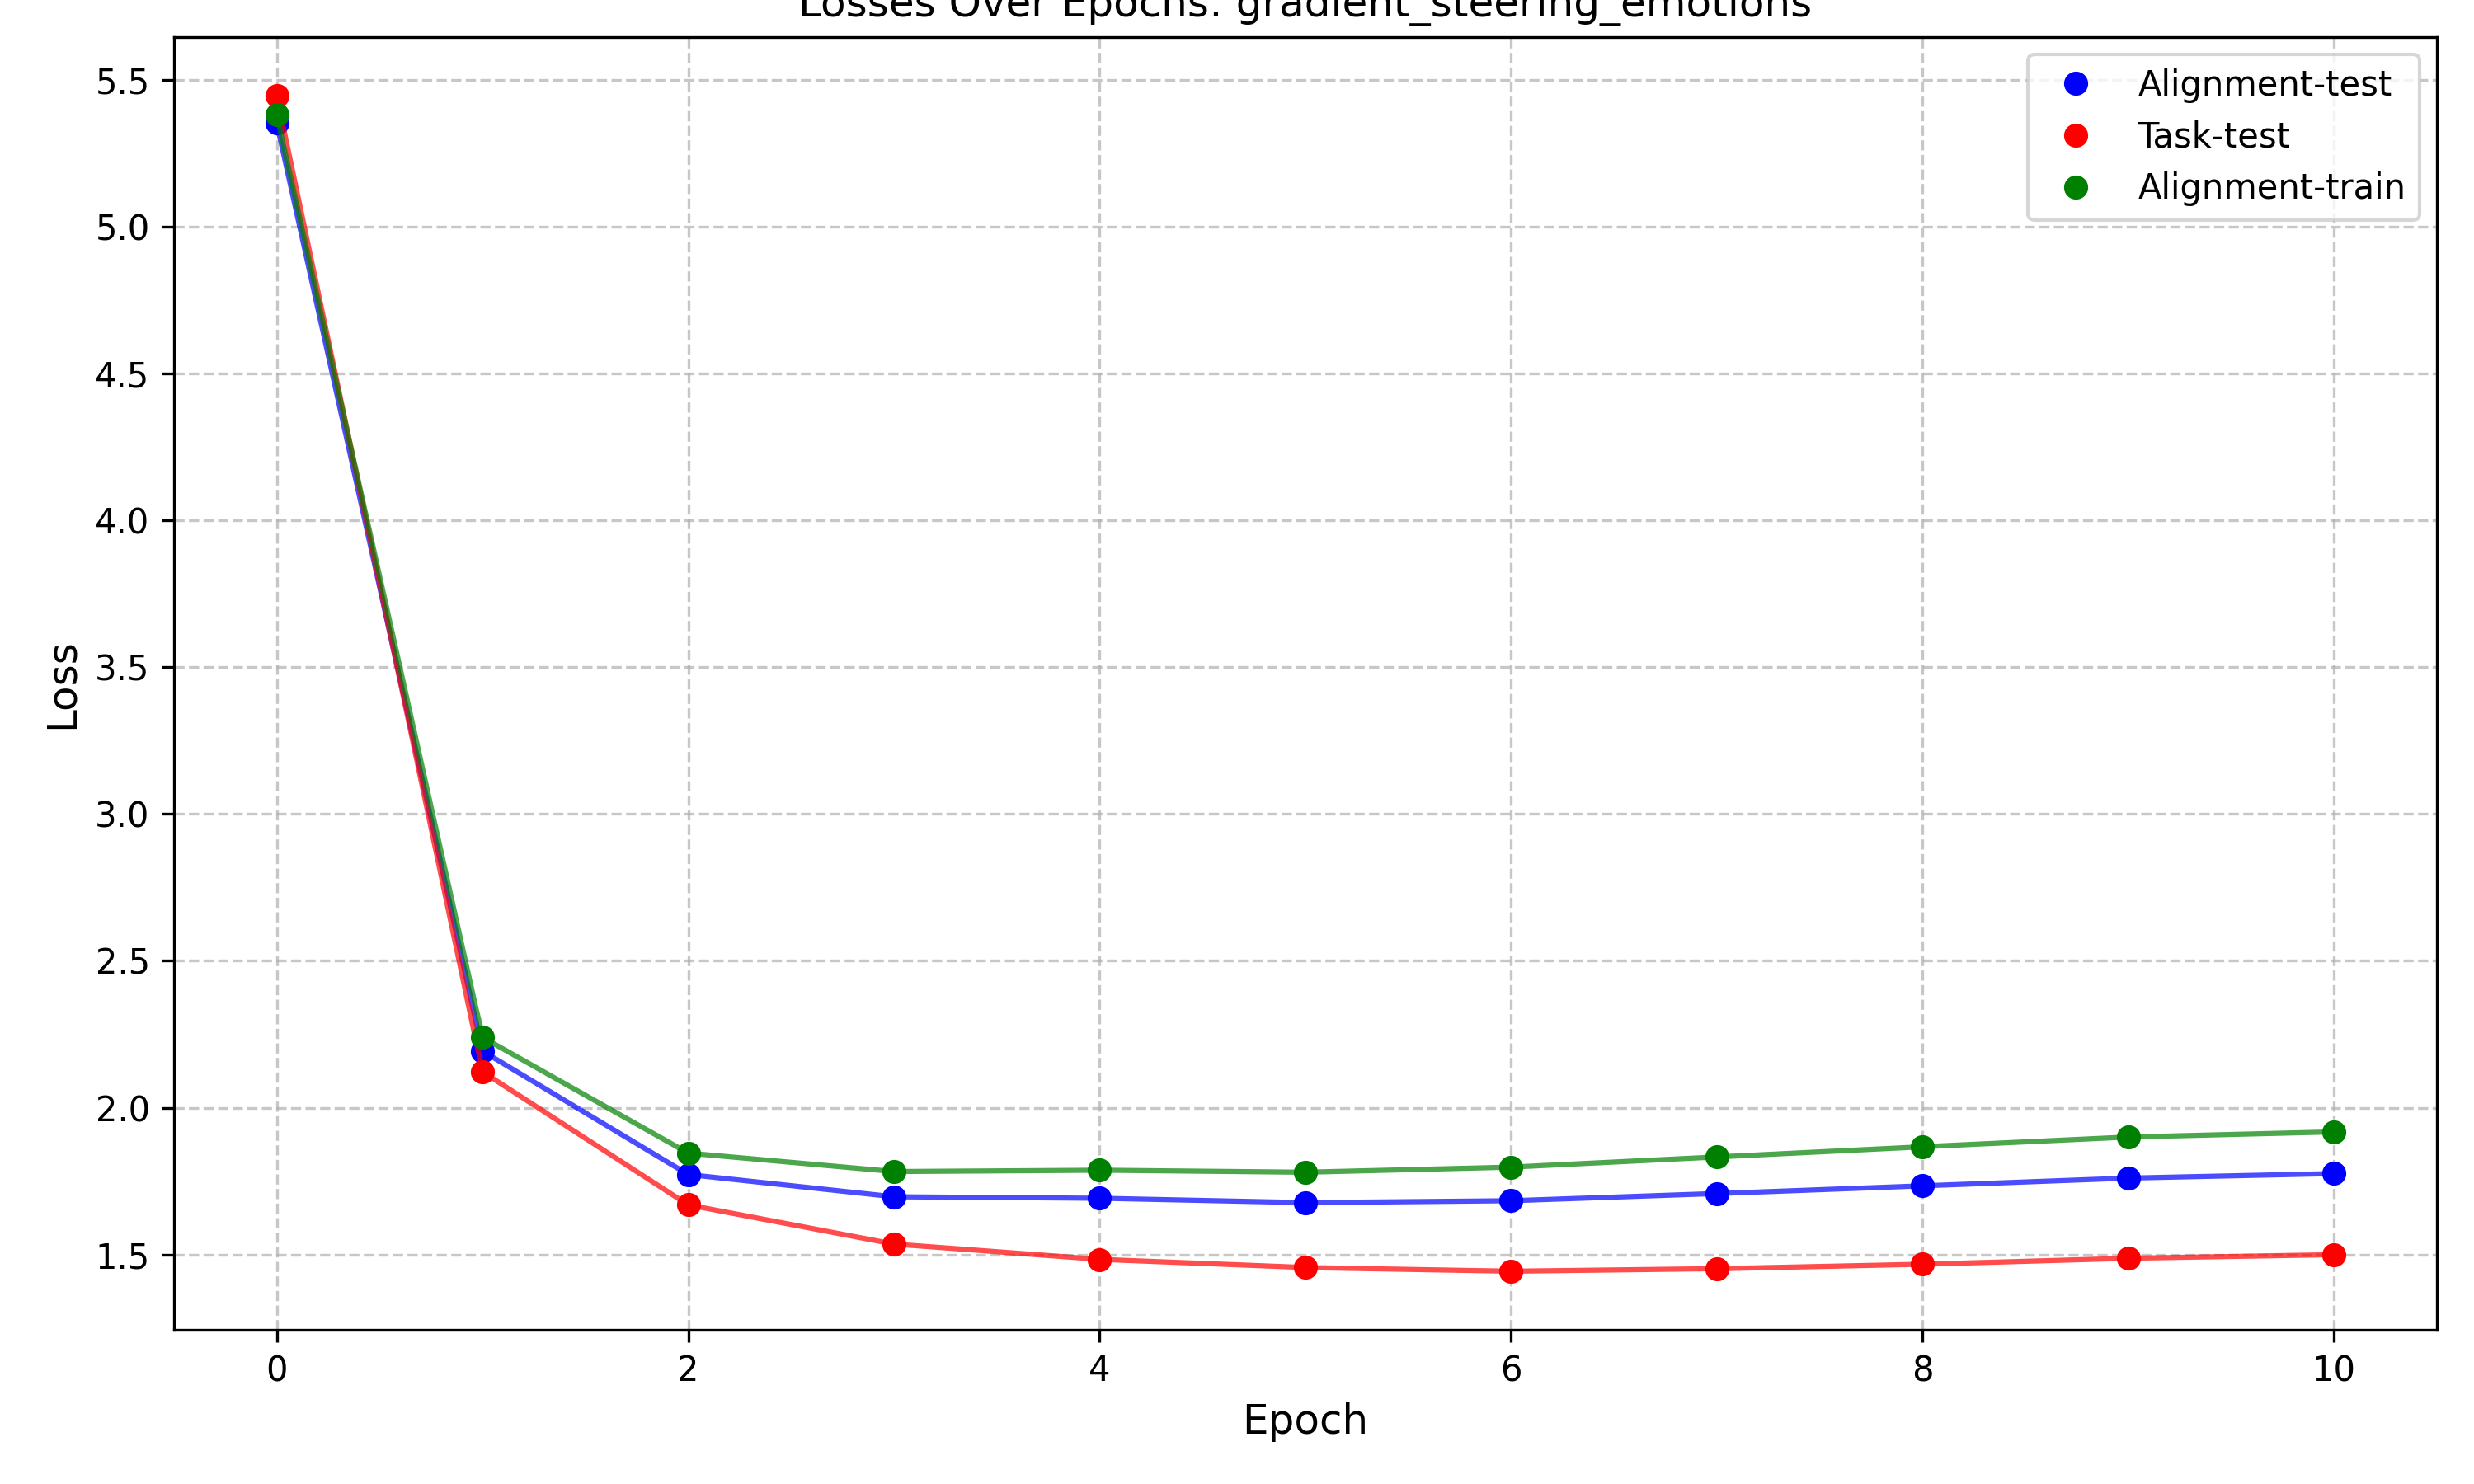 Losses Over Epochs: gradient_steering_emotions
5.5
5.0
4.5
4.0
3.5
3.0
2.5
2.0
1.5
Loss
Alignment-test
Task-test
Alignment-train
0 2 4 6 8 10
Epoch